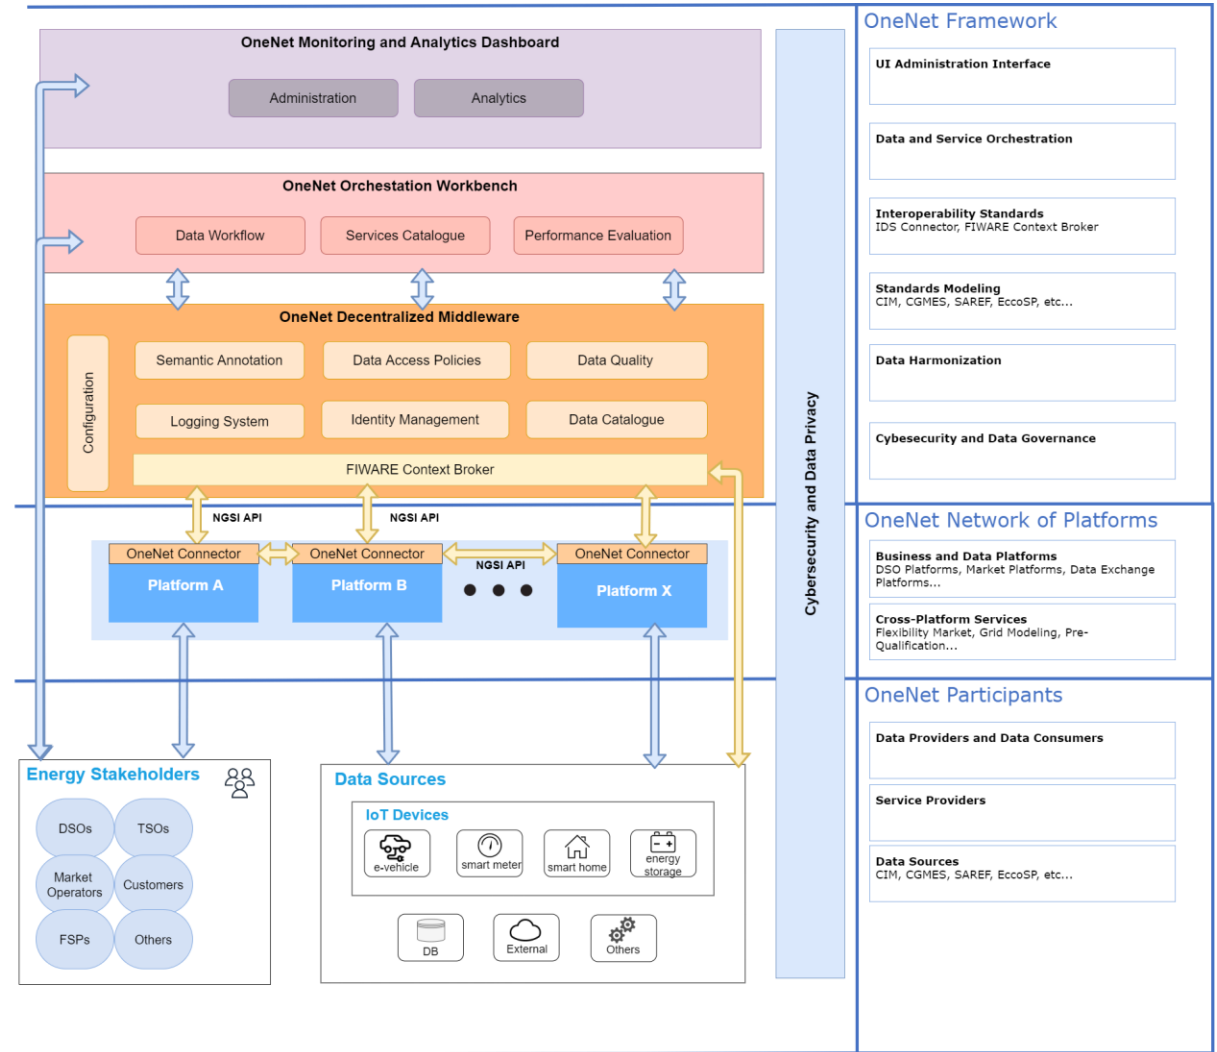 OneNet Monitoring and Analytics Dashboard
Administration
Analytics
OneNet Orchestation Workbench
Data Workflow
Services Catalogue
Performance Evaluation
OneNet Decentralized Middleware
Configuration
Semantic Annotation
Data Access Policies
Data Quality
Logging System
Identity Management
Data Catalogue
FIWARE Context Broker
NGSI API
NGSI API
OneNet Connector
OneNet Connector
OneNet Connector
NGSI API
Platform A
Platform B
Platform X
Energy Stakeholders
DSOs
TSOs
Market
Operators
Customers
FSPs
Others
Data Sources
IoT Devices
e-vehicle
smart meter
smart home
energy
storage
DB
External
Others
Cybersecurity and Data Privacy
OneNet Framework
UI Administration Interface
Data and Service Orchestration
Interoperability Standards
IDS Connector, FIWARE Context Broker
Standards Modeling
CIM, CGMES, SAREF, EccoSP, etc...
Data Harmonization
Cybesecurity and Data Governance
OneNet Network of Platforms
Business and Data Platforms
DSO Platforms, Market Platforms, Data Exchange
Platforms...
Cross-Platform Services
Flexibility Market, Grid Modeling, Pre-
Qualification...
OneNet Participants
Data Providers and Data Consumers
Service Providers
Data Sources
CIM, CGMES, SAREF, EccoSP, etc...